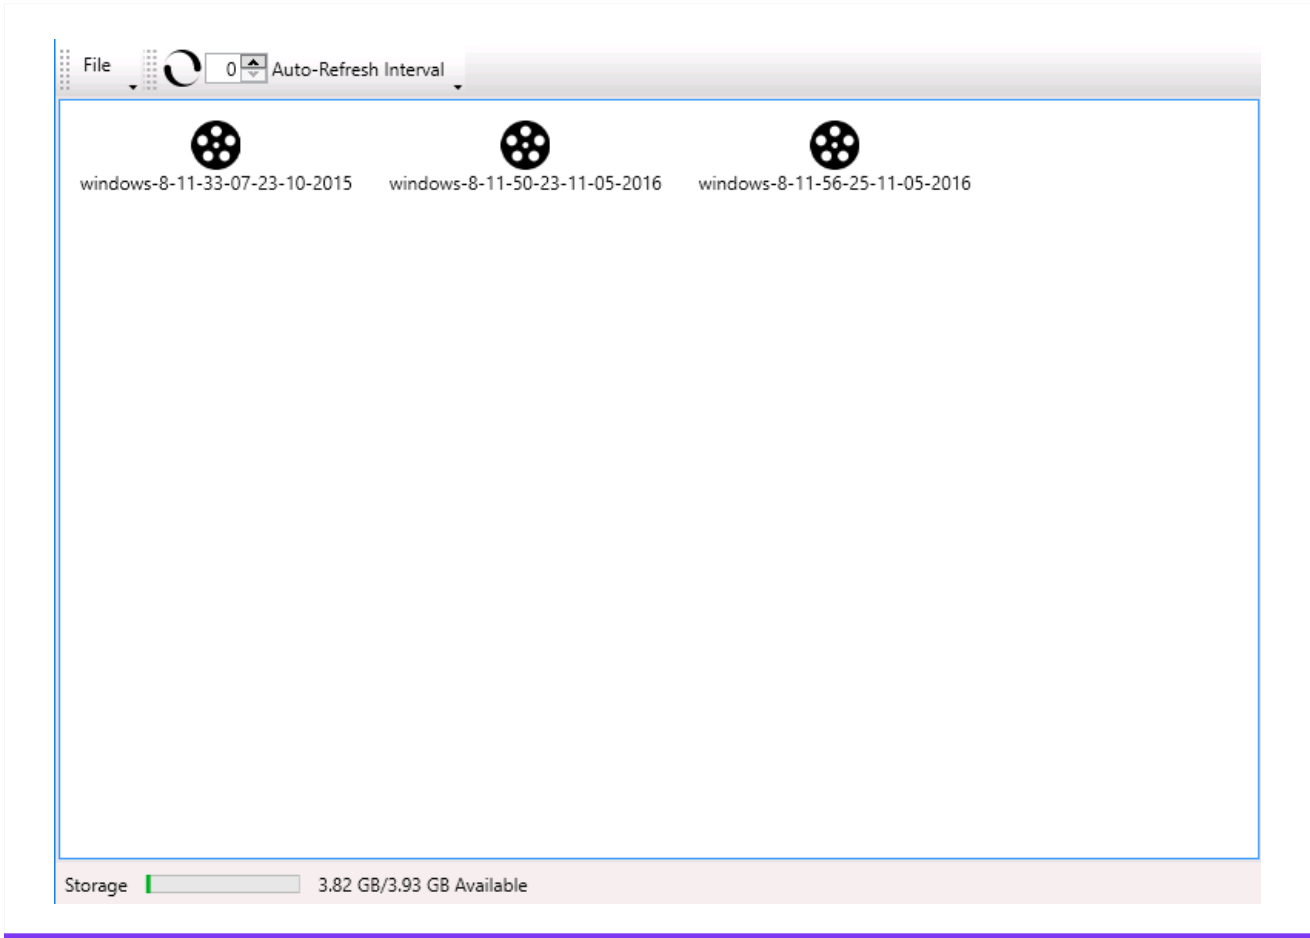 File
0 Auto-Refresh Interval
windows-8-11-33-07-23-10-2015
windows-8-11-50-23-11-05-2016
windows-8-11-56-25-11-05-2016
Storage 3.82 GB/3.93 GB Available